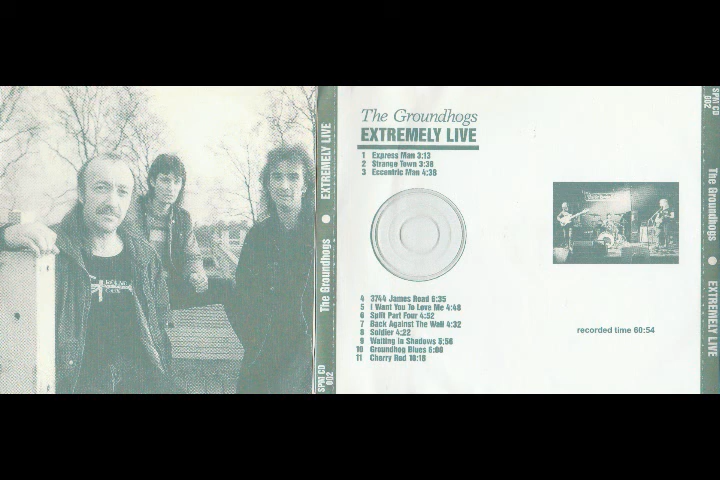 The Groundhogs ● EXTREMELY LIVE
SPM CD
602
The Groundhogs
EXTREMELY LIVE
1 Express Man 3:13
2 Strange Town 3:38
3 Eccentric Man 4:38
4 3744 James Road 6:35
5 I Want You To Love Me 4:48
6 Split Part Four 4:52
7 Back Against The Wall 4:32
8 Soldier 4:22
9 Waiting In Shadows 5:58
10 Groundhog Blues 6:00
11 Cherry Red 10:18
recorded time 60:54
SPM CD
602
The Groundhogs ● EXTREMELY LIVE